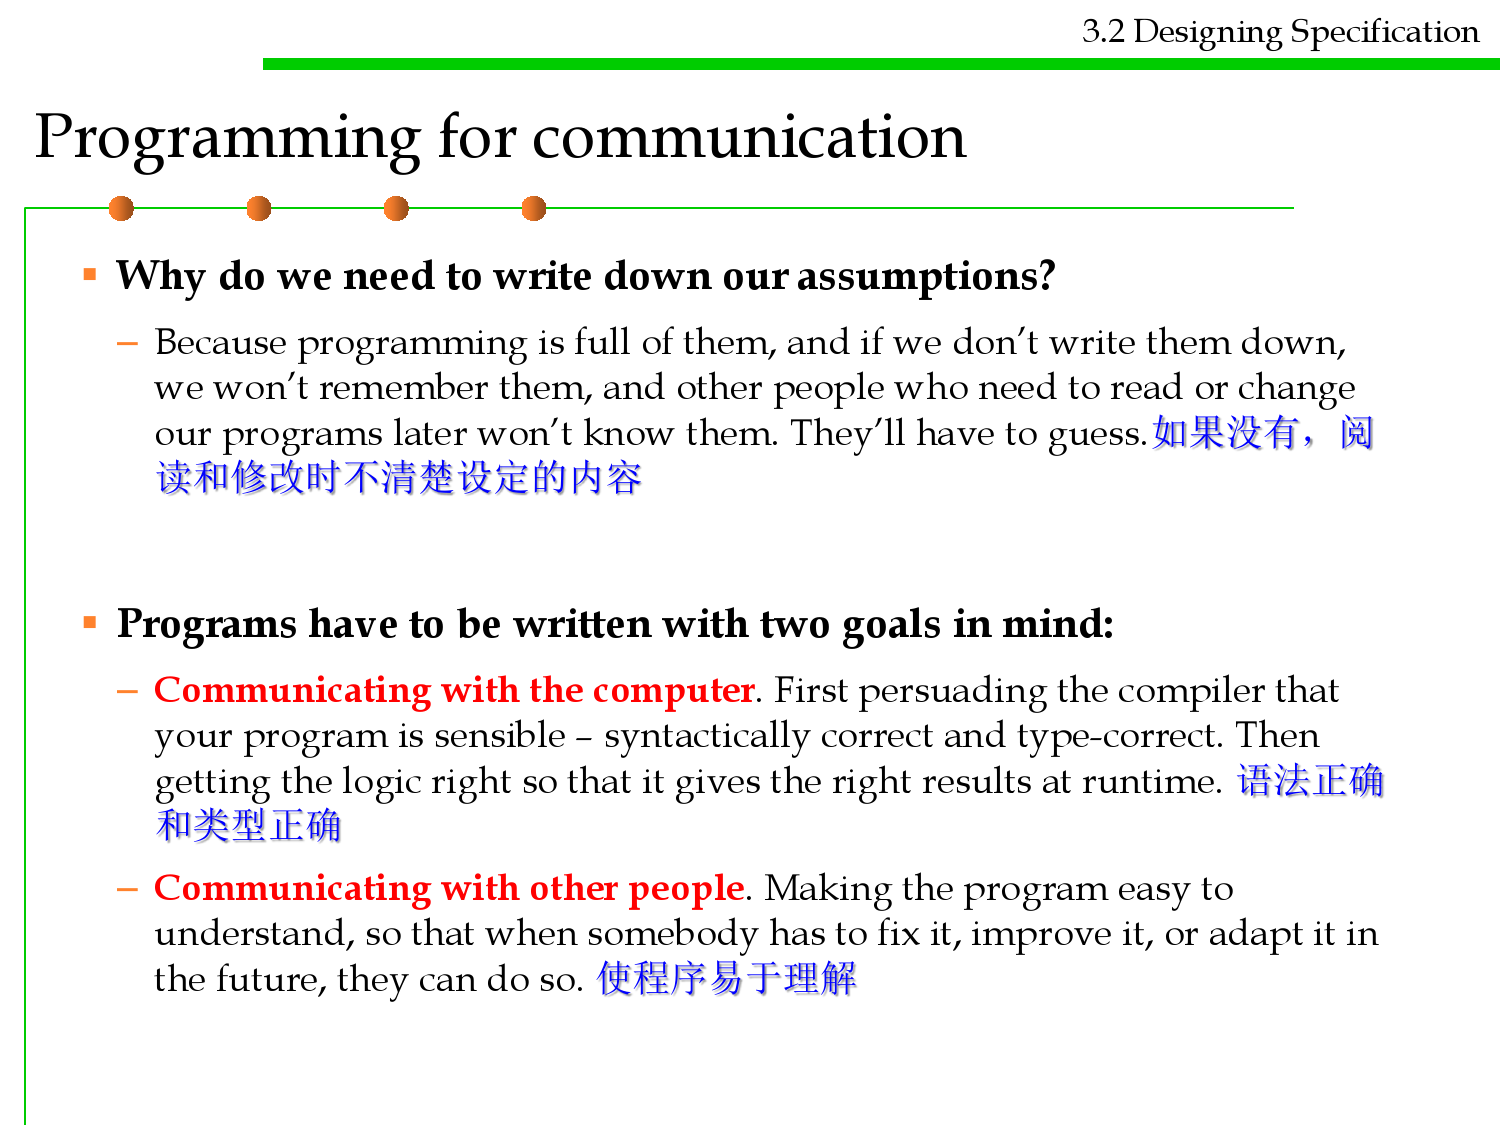 3.2 Designing Specification
Programming for communication
▪ Why do we need to write down our assumptions?
– Because programming is full of them, and if we don’t write them down,
we won’t remember them, and other people who need to read or change
our programs later won’t know them. They’ll have to guess.如果没有，阅
读和修改时不清楚设定的内容
▪ Programs have to be written with two goals in mind:
– Communicating with the computer. First persuading the compiler that
your program is sensible – syntactically correct and type-correct. Then
getting the logic right so that it gives the right results at runtime. 语法正确
和类型正确
– Communicating with other people. Making the program easy to
understand, so that when somebody has to fix it, improve it, or adapt it in
the future, they can do so. 使程序易于理解